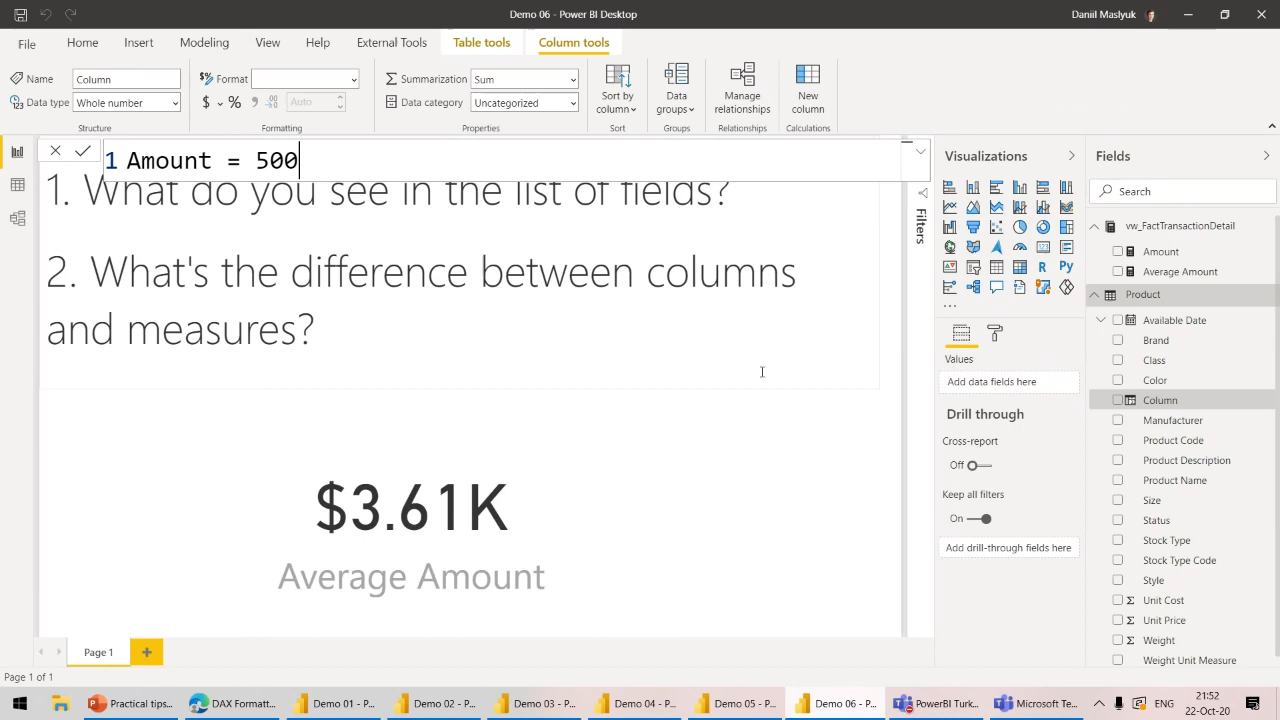 Demo 06 - Power BI Desktop
Daniil Maslyuk
File
Home
Insert
Modeling
View
Help
External Tools
Table tools
Column tools
Name
Column
Data type
Whole number
Structure
Format
$
%
Auto
Formatting
Summarization
Sum
Data category
Uncategorized
Properties
Sort by
column
Sort
Data
groups
Groups
Manage
relationships
Relationships
New
column
Calculations
1 Amount = 500
1. What do you see in the list of fields?
2. What's the difference between columns
and measures?
$3.61K
Average Amount
Filters
Visualizations
R
Py
Values
Add data fields here
Drill through
Cross-report
Off
Keep all filters
On
Add drill-through fields here
Fields
Search
vw_FactTransactionDetail
Amount
Average Amount
Product
Available Date
Brand
Class
Color
Column
Manufacturer
Product Code
Product Description
Product Name
Size
Status
Stock Type
Stock Type Code
Style
Unit Cost
Unit Price
Weight
Weight Unit Measure
Page 1
Page 1 of 1
Practical tips...
DAX Formatt...
Demo 01 - P...
Demo 02 - P...
Demo 03 - P...
Demo 04 - P...
Demo 05 - P...
Demo 06 - P...
PowerBI Turk...
Microsoft Te...
ENG
21:52
22-Oct-20